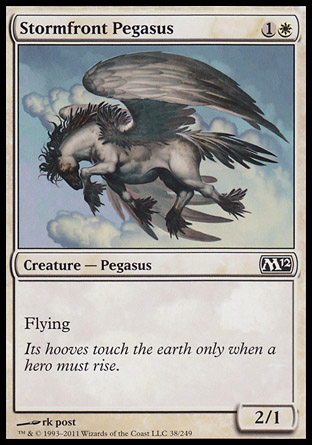 Stormfront Pegasus 1
Creature — Pegasus M12
Flying
Its hooves touch the earth only when a
hero must rise.
rk post
™ & © 1993–2011 Wizards of the Coast LLC 38/249
2/1